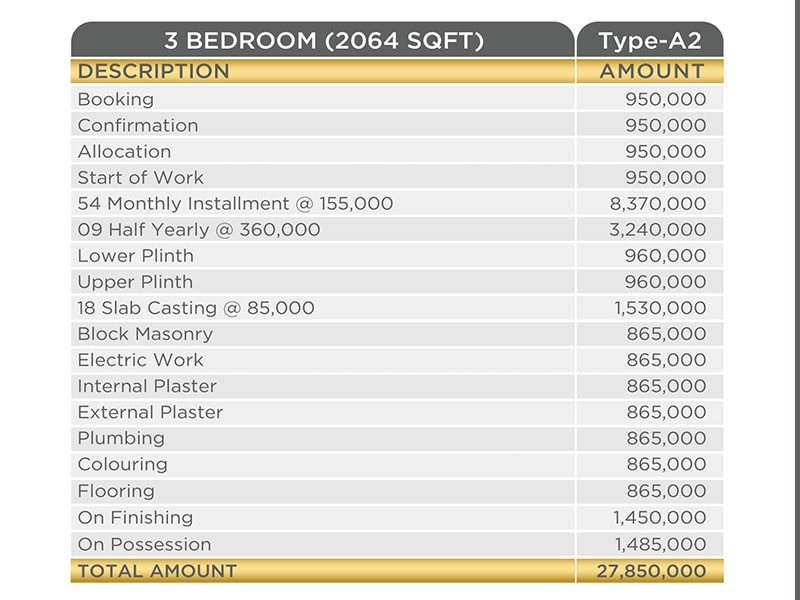 3 BEDROOM (2064 SQFT) Type-A2
DESCRIPTION AMOUNT
Booking 950,000
Confirmation 950,000
Allocation 950,000
Start of Work 950,000
54 Monthly Installment @ 155,000 8,370,000
09 Half Yearly @ 360,000 3,240,000
Lower Plinth 960,000
Upper Plinth 960,000
18 Slab Casting @ 85,000 1,530,000
Block Masonry 865,000
Electric Work 865,000
Internal Plaster 865,000
External Plaster 865,000
Plumbing 865,000
Colouring 865,000
Flooring 865,000
On Finishing 1,450,000
On Possession 1,485,000
TOTAL AMOUNT 27,850,000